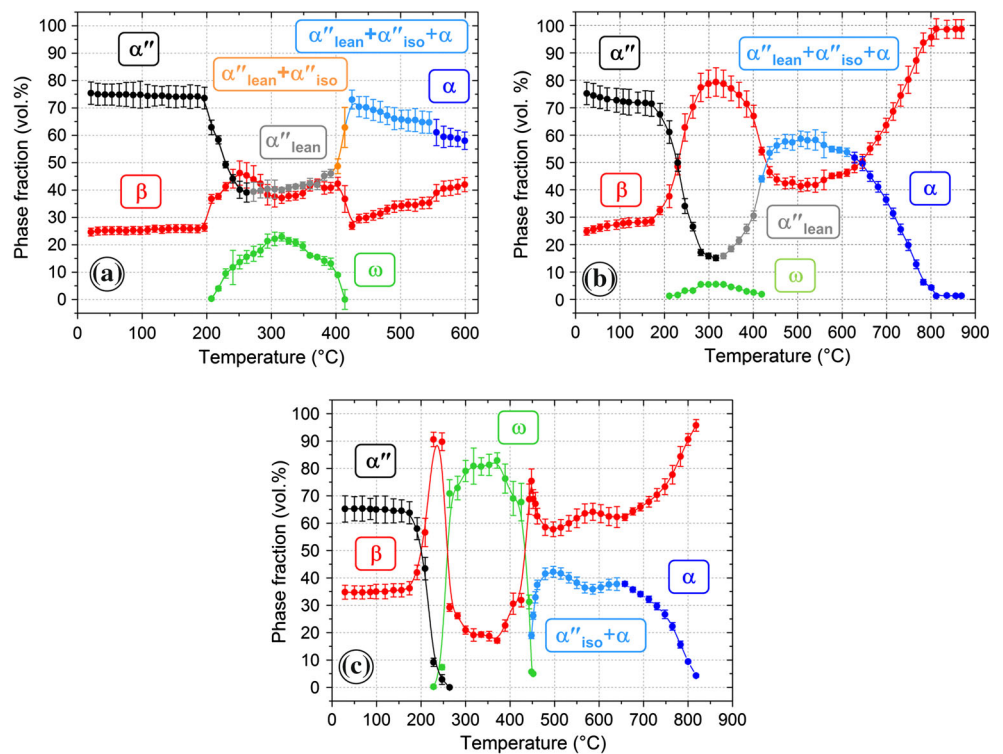 Phase fraction (vol.%)
100
90
80
70
60
50
40
30
20
10
0
α″
β
α″lean+α″iso+α
α″lean+α″iso
α″lean
α
ω
(a)
0 100 200 300 400 500 600
Temperature (°C)
Phase fraction (vol.%)
100
90
80
70
60
50
40
30
20
10
0
α″
β
α″lean+α″iso+α
α″lean
α
ω
(b)
0 100 200 300 400 500 600 700 800 900
Temperature (°C)
Phase fraction (vol.%)
100
90
80
70
60
50
40
30
20
10
0
α″
β
ω
α″iso+α
α
(c)
0 100 200 300 400 500 600 700 800 900
Temperature (°C)